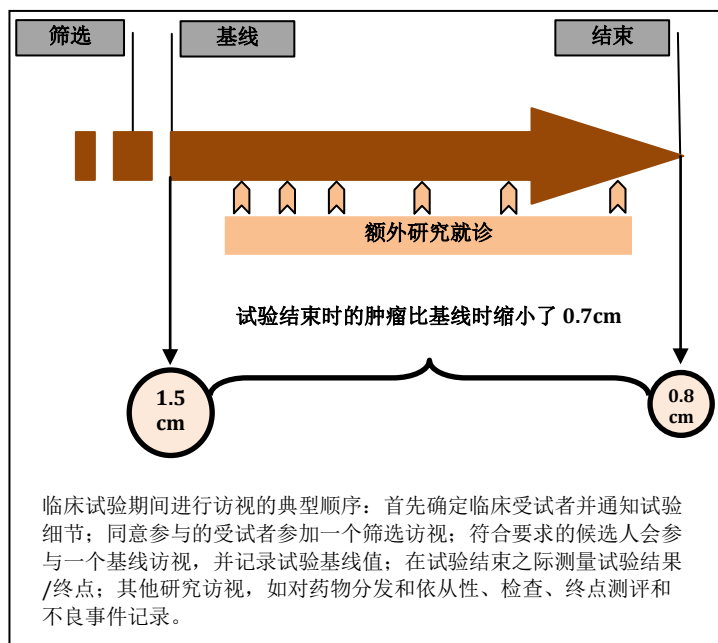 筛选
基线
结束
额外研究就诊
试验结束时的肿瘤比基线时缩小了 0.7cm
1.5
cm
0.8
cm
临床试验期间进行访视的典型顺序：首先确定临床受试者并通知试验
细节；同意参与的受试者参加一个筛选访视；符合要求的候选人会参
与一个基线访视，并记录试验基线值；在试验结束之际测量试验结果
/终点；其他研究访视，如对药物分发和依从性、检查、终点测评和
不良事件记录。